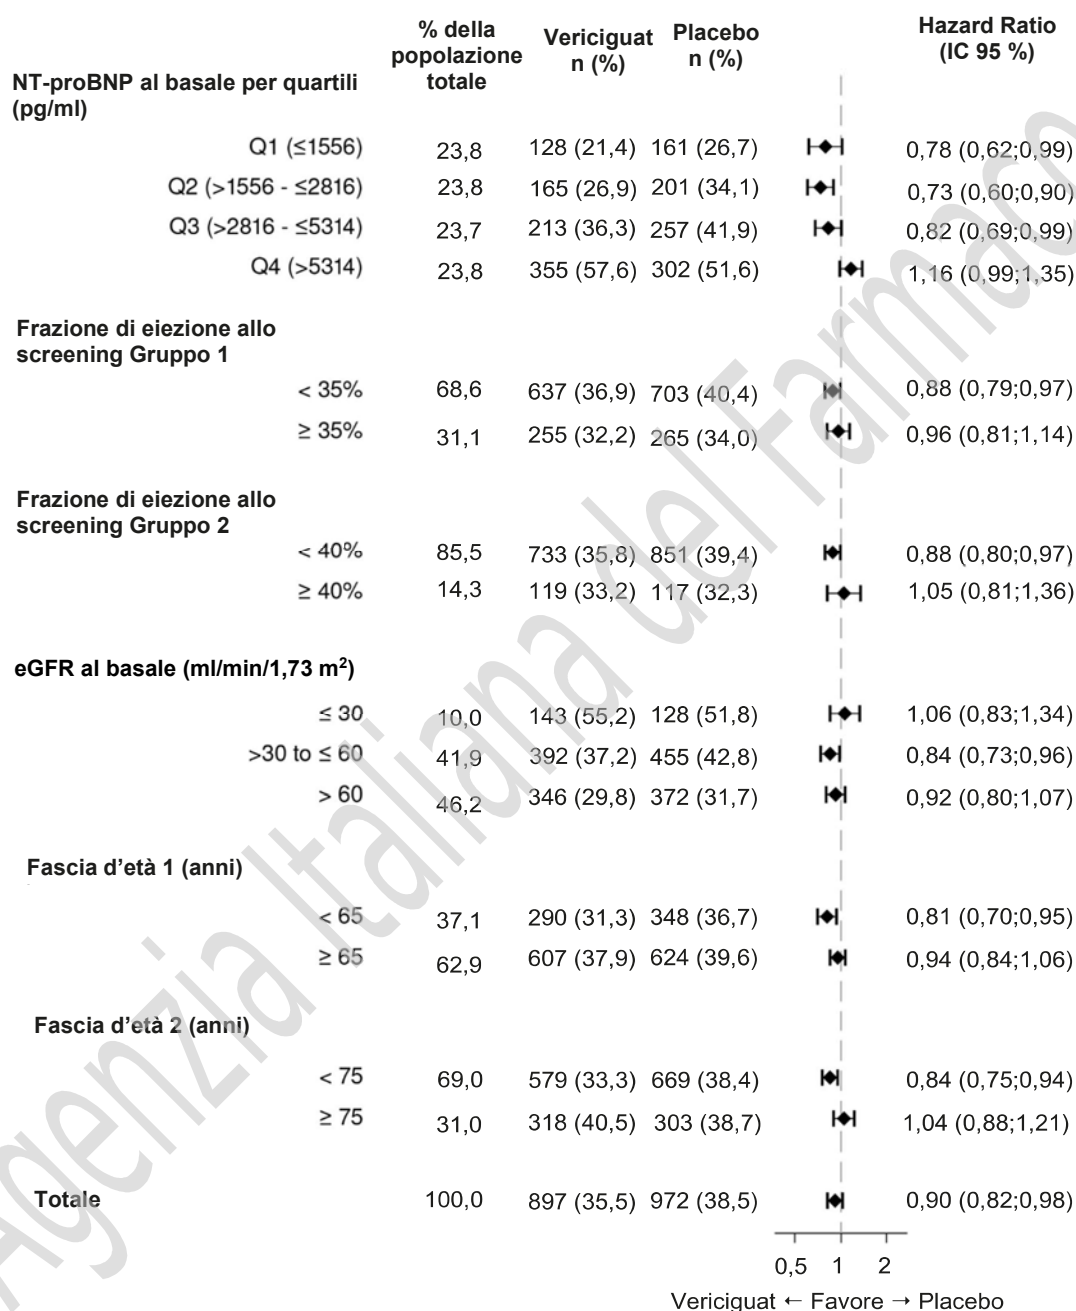 % della popolazione totale Vericiguat n (%) Placebo n (%) Hazard Ratio (IC 95 %)
NT-proBNP al basale per quartili (pg/ml)
Q1 (≤1556) 23,8 128 (21,4) 161 (26,7) 0,78 (0,62;0,99)
Q2 (>1556 - ≤2816) 23,8 165 (26,9) 201 (34,1) 0,73 (0,60;0,90)
Q3 (>2816 - ≤5314) 23,7 213 (36,3) 257 (41,9) 0,82 (0,69;0,99)
Q4 (>5314) 23,8 355 (57,6) 302 (51,6) 1,16 (0,99;1,35)
Frazione di eiezione allo
screening Gruppo 1
< 35% 68,6 637 (36,9) 703 (40,4) 0,88 (0,79;0,97)
≥ 35% 31,1 255 (32,2) 265 (34,0) 0,96 (0,81;1,14)
Frazione di eiezione allo
screening Gruppo 2
< 40% 85,5 733 (35,8) 851 (39,4) 0,88 (0,80;0,97)
≥ 40% 14,3 119 (33,2) 117 (32,3) 1,05 (0,81;1,36)
eGFR al basale (ml/min/1,73 m²)
≤ 30 10,0 143 (55,2) 128 (51,8) 1,06 (0,83;1,34)
>30 to ≤ 60 41,9 392 (37,2) 455 (42,8) 0,84 (0,73;0,96)
> 60 46,2 346 (29,8) 372 (31,7) 0,92 (0,80;1,07)
Fascia d'età 1 (anni)
< 65 37,1 290 (31,3) 348 (36,7) 0,81 (0,70;0,95)
≥ 65 62,9 607 (37,9) 624 (39,6) 0,94 (0,84;1,06)
Fascia d'età 2 (anni)
< 75 69,0 579 (33,3) 669 (38,4) 0,84 (0,75;0,94)
≥ 75 31,0 318 (40,5) 303 (38,7) 1,04 (0,88;1,21)
Totale 100,0 897 (35,5) 972 (38,5) 0,90 (0,82;0,98)
0,5 1 2
Vericiguat ← Favore → Placebo
Agenzia Italiana del Farmaco